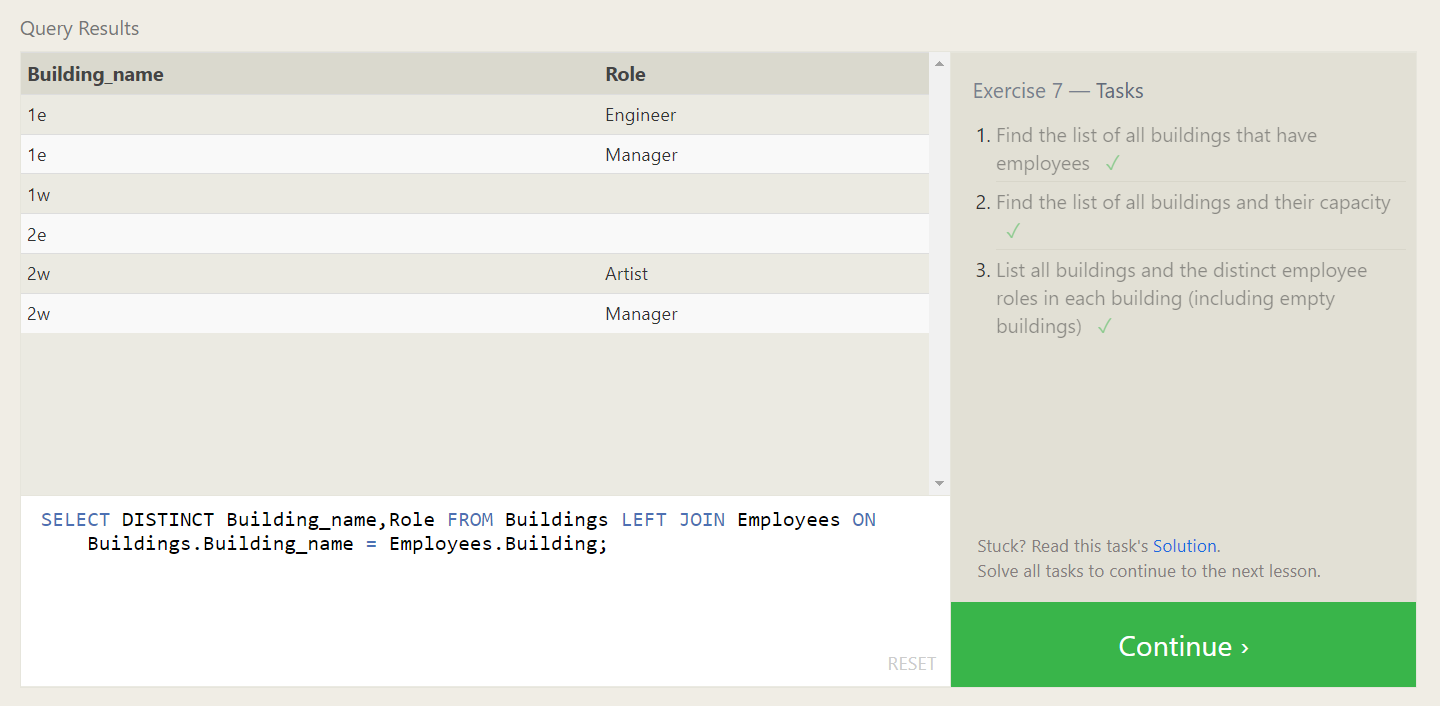 Query Results
Building_name Role
1e Engineer
1e Manager
1w
2e
2w Artist
2w Manager
SELECT DISTINCT Building_name,Role FROM Buildings LEFT JOIN Employees ON
Buildings.Building_name = Employees.Building;
RESET
Exercise 7 — Tasks
1. Find the list of all buildings that have
employees ✓
2. Find the list of all buildings and their capacity
✓
3. List all buildings and the distinct employee
roles in each building (including empty
buildings) ✓
Stuck? Read this task's Solution.
Solve all tasks to continue to the next lesson.
Continue ›